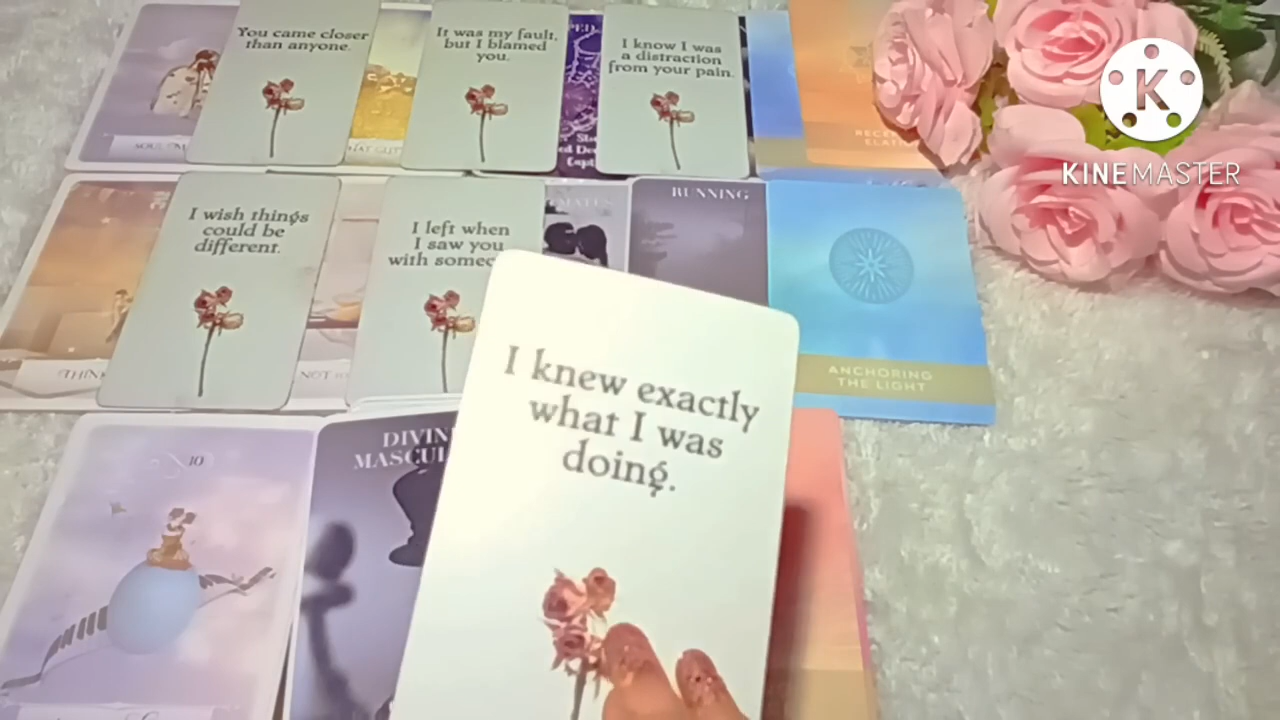 You came closer
than anyone.
It was my fault,
but I blamed
you.
I know I was
a distraction
from your pain.
KINEMASTER
I wish things
could be
different.
I left when
I saw you
with
RUNNING
ANCHORING
THE LIGHT
10
DIVIN
MASCUL
I knew exactly
what I was
doing.